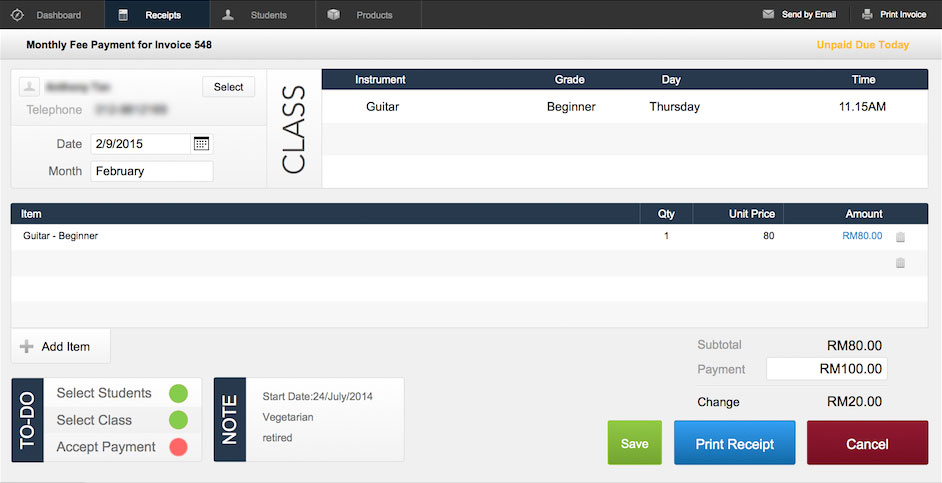 Dashboard Receipts Students Products Send by Email Print Invoice
Monthly Fee Payment for Invoice 548 Unpaid Due Today
Select
Telephone
Date 2/9/2015
Month February
CLASS
Instrument Grade Day Time
Guitar Beginner Thursday 11.15AM
Item Qty Unit Price Amount
Guitar - Beginner 1 80 RM80.00
Add Item
Subtotal RM80.00
Payment RM100.00
Change RM20.00
TO-DO
Select Students
Select Class
Accept Payment
NOTE
Start Date:24/July/2014
Vegetarian
retired
Save Print Receipt Cancel